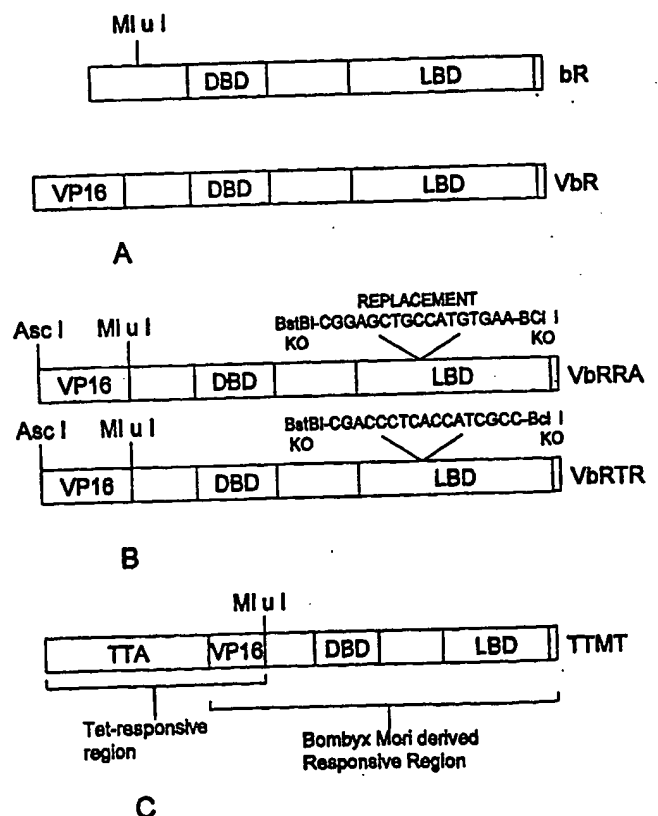 Ml u I
DBD LBD bR
VP16 DBD LBD VbR
A
REPLACEMENT
Asc I Ml u I BstBI-CGGAGCTGCCATGTGAA-BCl I
KO KO
VP16 DBD LBD VbRRA
Asc I Ml u I BstBI-CGACCCTCACCATCGCC-Bcl I
KO KO
VP16 DBD LBD VbRTR
B
Ml u I
TTA VP16 DBD LBD TTMT
Tet-responsive
region
Bombyx Mori derived
Responsive Region
C